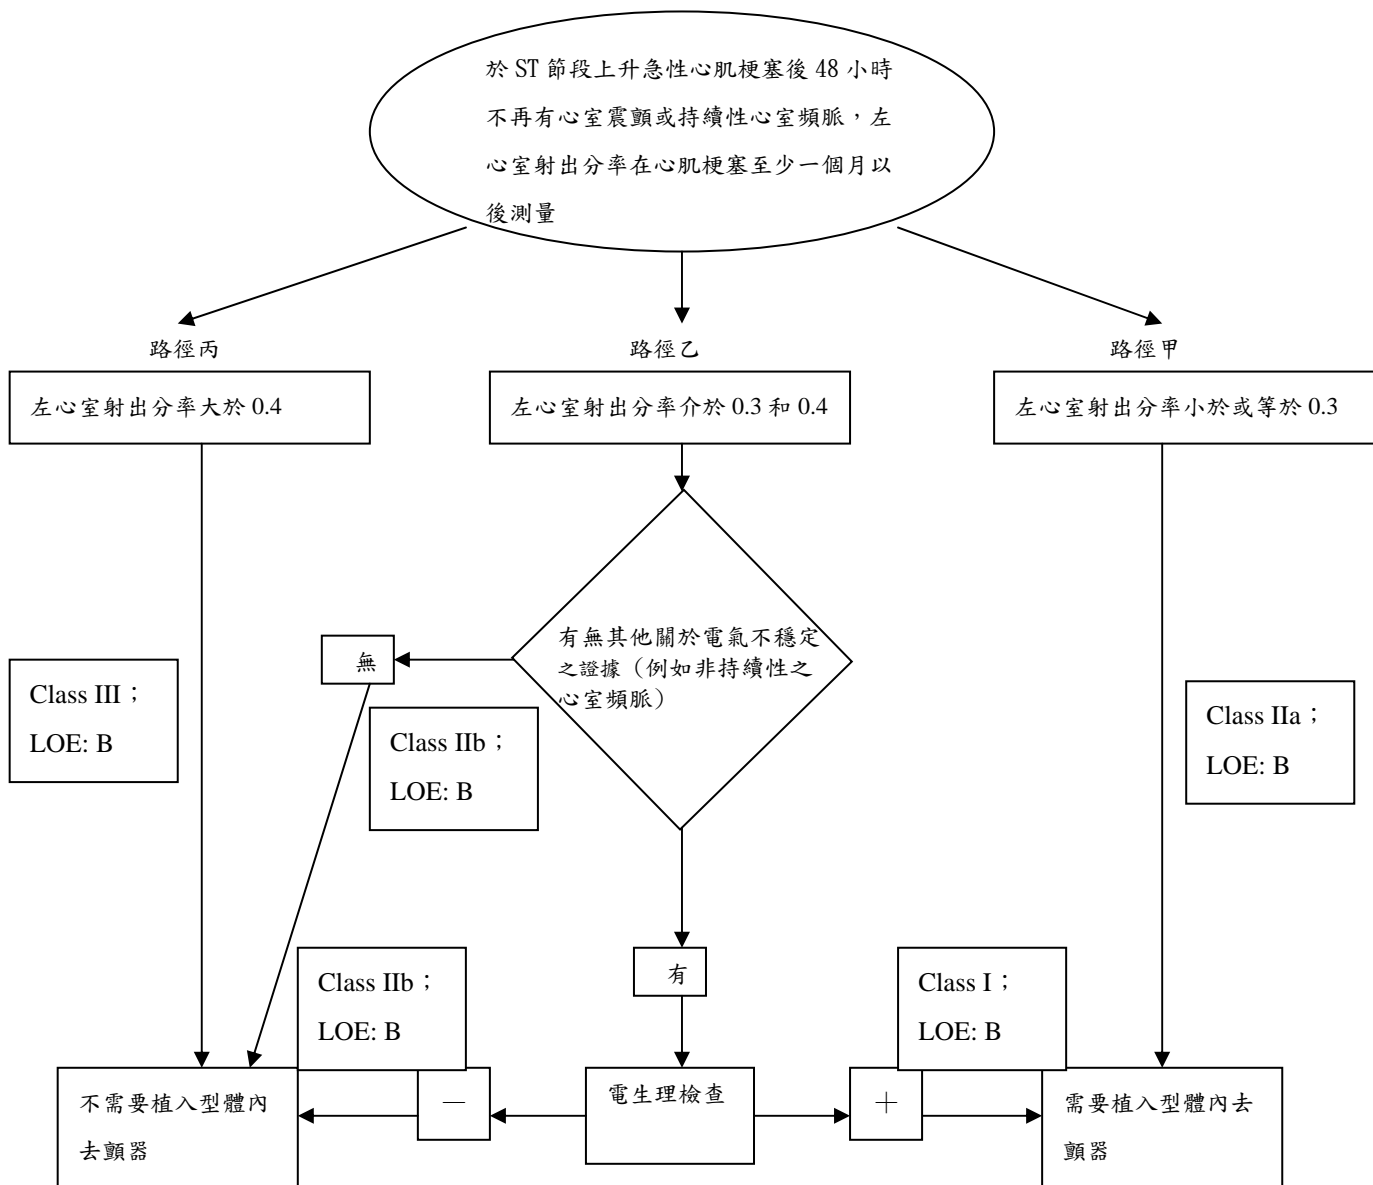 於 ST 節段上升急性心肌梗塞後 48 小時
不再有心室震顫或持續性心室頻脈，左
心室射出分率在心肌梗塞至少一個月以
後測量
路徑丙
路徑乙
路徑甲
左心室射出分率大於 0.4
左心室射出分率介於 0.3 和 0.4
左心室射出分率小於或等於 0.3
有無其他關於電氣不穩定
之證據（例如非持續性之
心室頻脈）
無
Class III；
LOE: B
Class IIb；
LOE: B
Class IIa；
LOE: B
有
Class IIb；
LOE: B
Class I；
LOE: B
不需要植入型體內
去顫器
－
電生理檢查
＋
需要植入型體內去
顫器